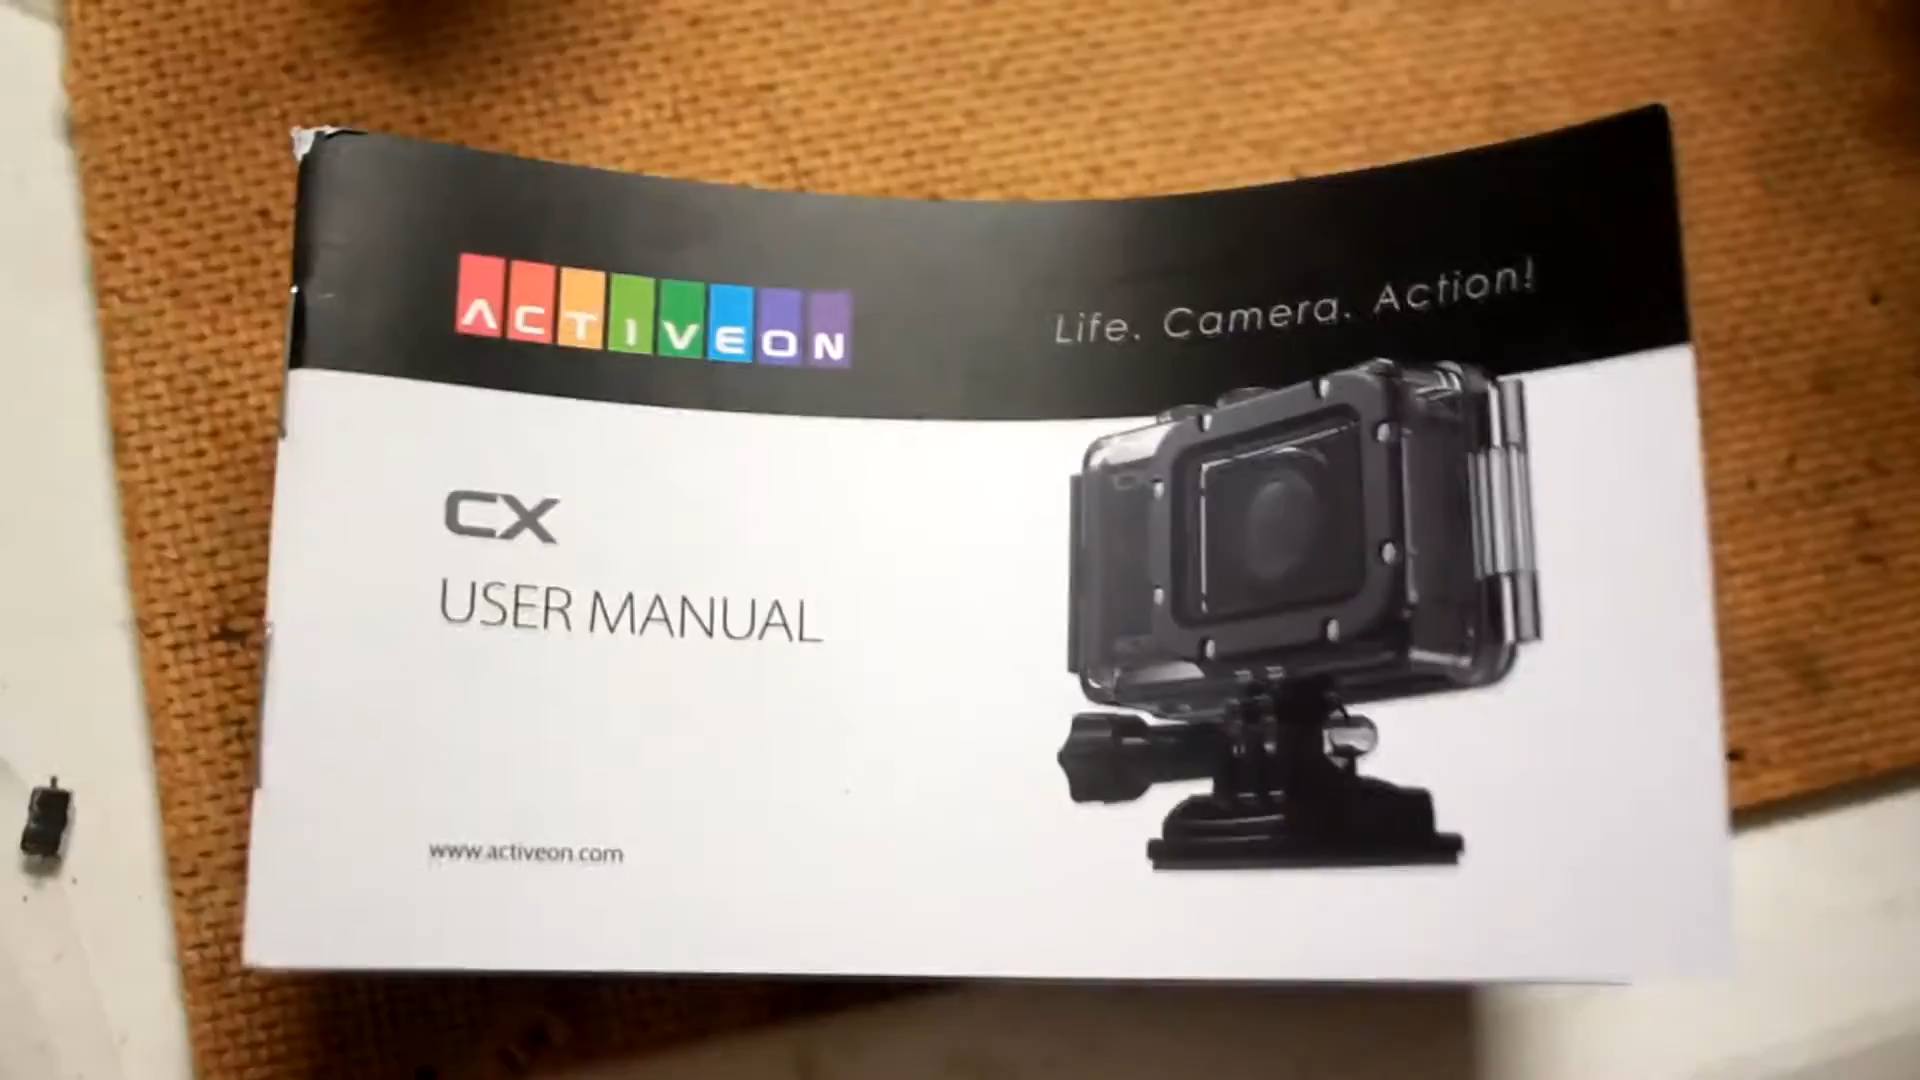 ACTIVEON
Life. Camera. Action!
CX
USER MANUAL
www.activeon.com